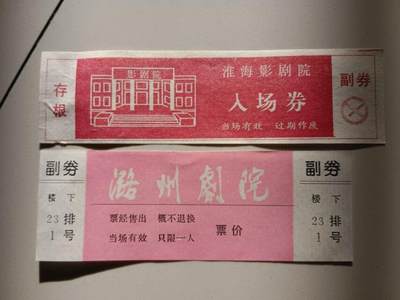 存根
影剧院
淮海影剧院
入场券
当场有效 过期作废
副券
副券
楼下
23排
1号
潞州劇院
票经售出 概不退换
当场有效 只限一人
票价
副券
楼下
23排
1号